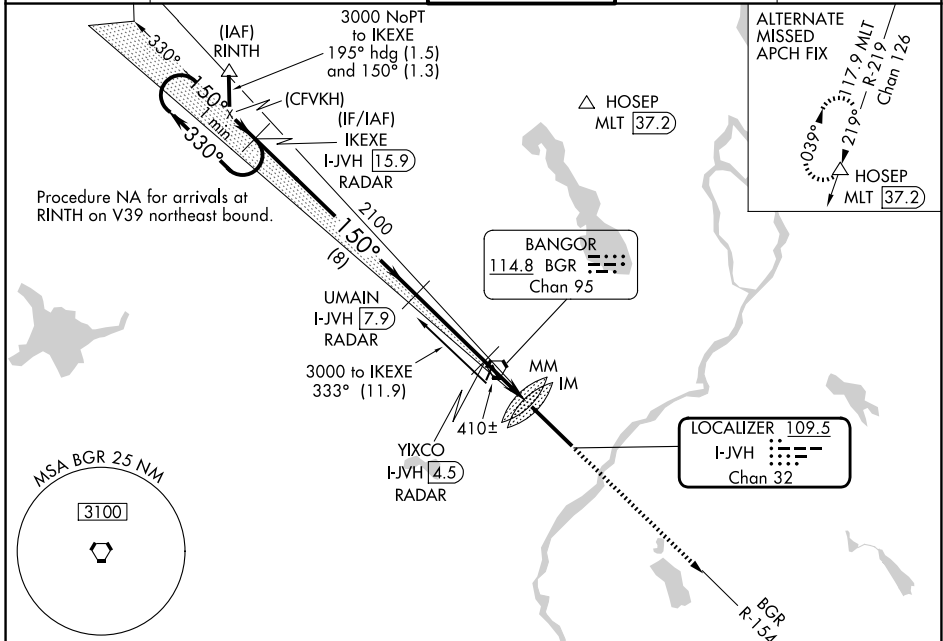 3000 NoPT
to IKEXE
195° hdg (1.5)
and 150° (1.3)
(IAF)
RINTH
330°
150°
1 min
330°
(CFVKH)
(IF/IAF)
IKEXE
I-JVH 15.9
RADAR
HOSEP
MLT 37.2
ALTERNATE
MISSED
APCH FIX
117.9 MLT
R-219
Chan 126
039°
219°
HOSEP
MLT 37.2
Procedure NA for arrivals at
RINTH on V39 northeast bound.
2100
150°
(8)
BANGOR
114.8 BGR
Chan 95
UMAIN
I-JVH 7.9
RADAR
3000 to IKEXE
333° (11.9)
MM
IM
410±
YIXCO
I-JVH 4.5
RADAR
LOCALIZER 109.5
I-JVH
Chan 32
MSA BGR 25 NM
3100
BGR
R-154